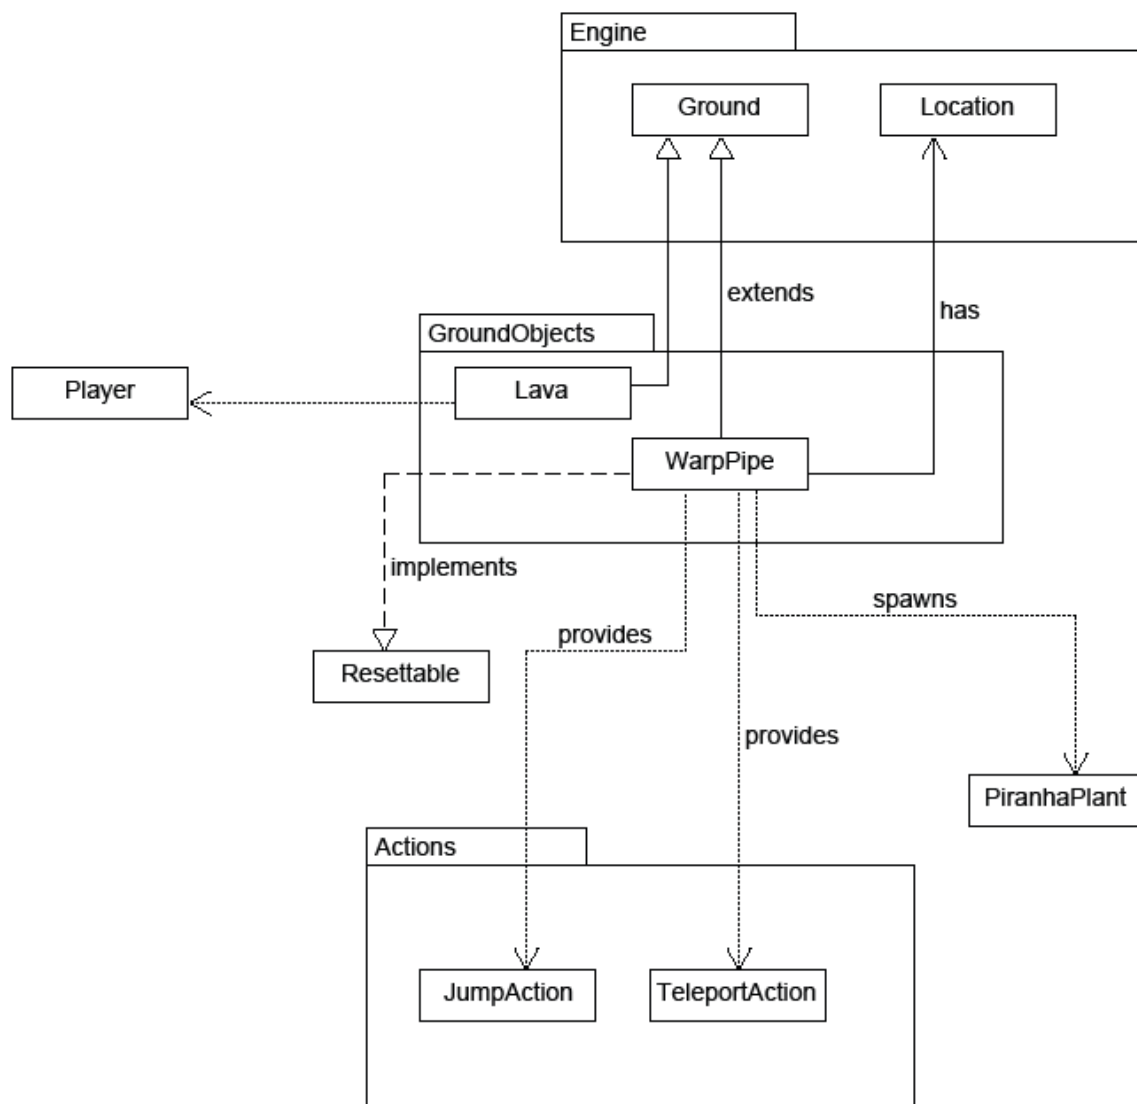 Engine
Ground
Location
extends
has
GroundObjects
Player
Lava
WarpPipe
implements
spawns
provides
Resettable
provides
PiranhaPlant
Actions
JumpAction
TeleportAction